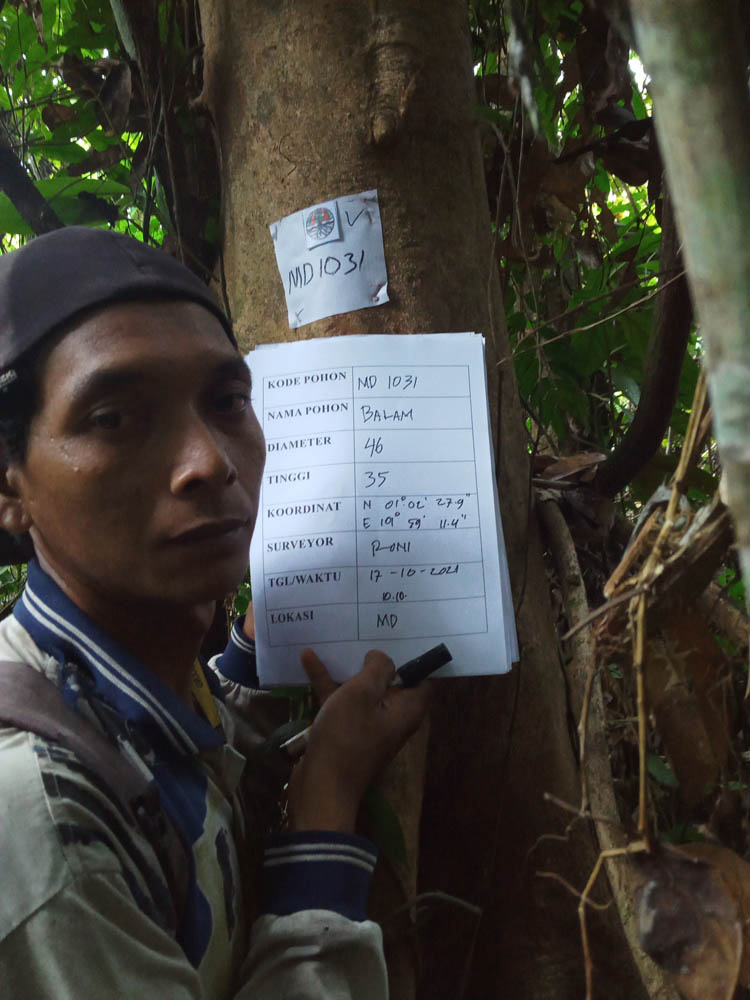 MD 1031
KODE POHON MD 1031
NAMA POHON BALAM
DIAMETER 46
TINGGI 35
KOORDINAT N 01° 02' 27.9"
E 101° 59' 11.4"
SURVEYOR RONI
TGL/WAKTU 17-10-2021
10.10.
LOKASI MD